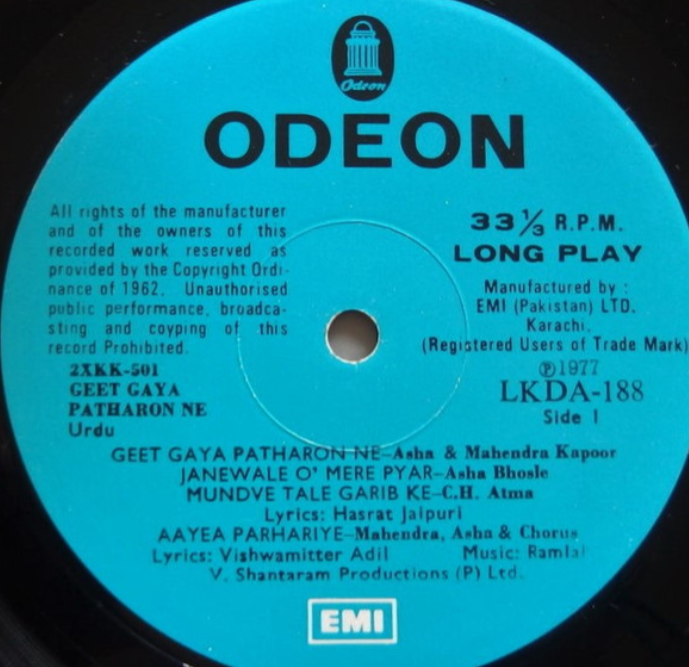 Odeon
ODEON
All rights of the manufacturer
and of the owners of this
recorded work reserved as
provided by the Copyright Ordi-
nance of 1962. Unauthorised
public performance, broadca-
sting and coyping of this
record Prohibited.
2XKK-501
GEET GAYA
PATHARON NE
Urdu
33 ⅓ R.P.M.
LONG PLAY
Manufactured by :
EMI (Pakistan) LTD.
Karachi.
(Registered Users of Trade Mark)
Ⓟ1977
LKDA-188
Side 1
GEET GAYA PATHARON NE-Asha & Mahendra Kapoor
JANEWALE O' MERE PYAR-Asha Bhosle
MUNDVE TALE GARIB KE-C.H. Atma
Lyrics: Hasrat Jaipuri
AAYEA PARHARIYE-Mahendra, Asha & Chorus
Lyrics: Vishwamitter Adil Music: Ramlal
V. Shantaram Productions (P) Ltd.
EMI